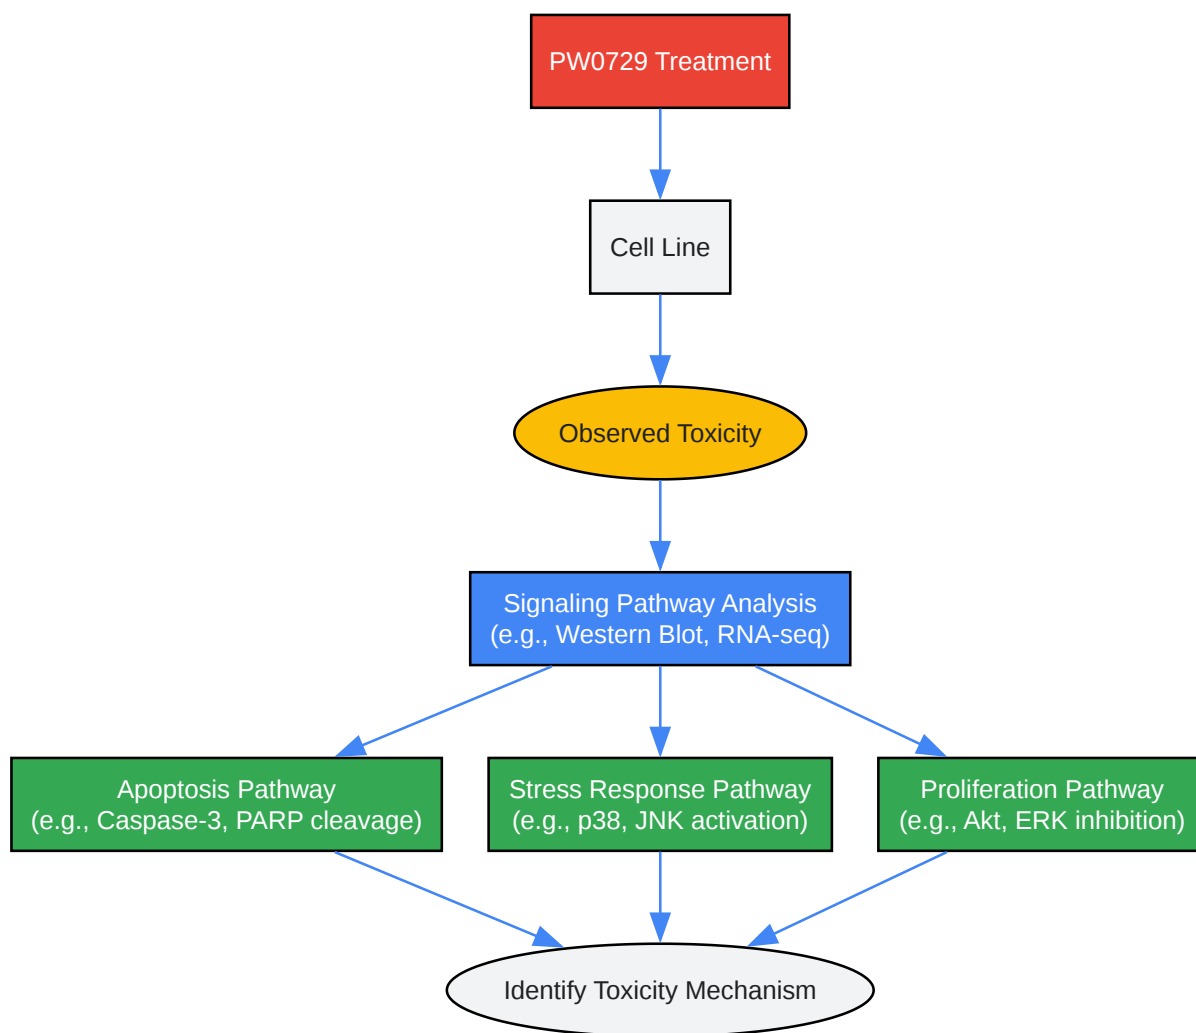 PW0729 Treatment
Cell Line
Observed Toxicity
Signaling Pathway Analysis
(e.g., Western Blot, RNA-seq)
Apoptosis Pathway
(e.g., Caspase-3, PARP cleavage)
Stress Response Pathway
(e.g., p38, JNK activation)
Proliferation Pathway
(e.g., Akt, ERK inhibition)
Identify Toxicity Mechanism